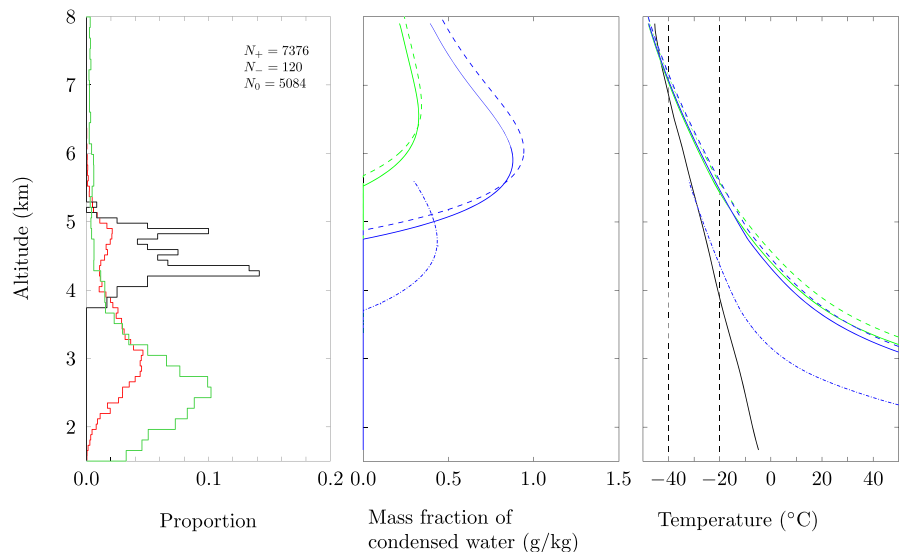 8
7
6
5
4
3
2
Altitude (km)
N₊ = 7376
N₋ = 120
N₀ = 5084
0.0 0.1 0.2
0.0 0.5 1.0 1.5
−40 −20 0 20 40
Proportion
Mass fraction of
condensed water (g/kg)
Temperature (°C)